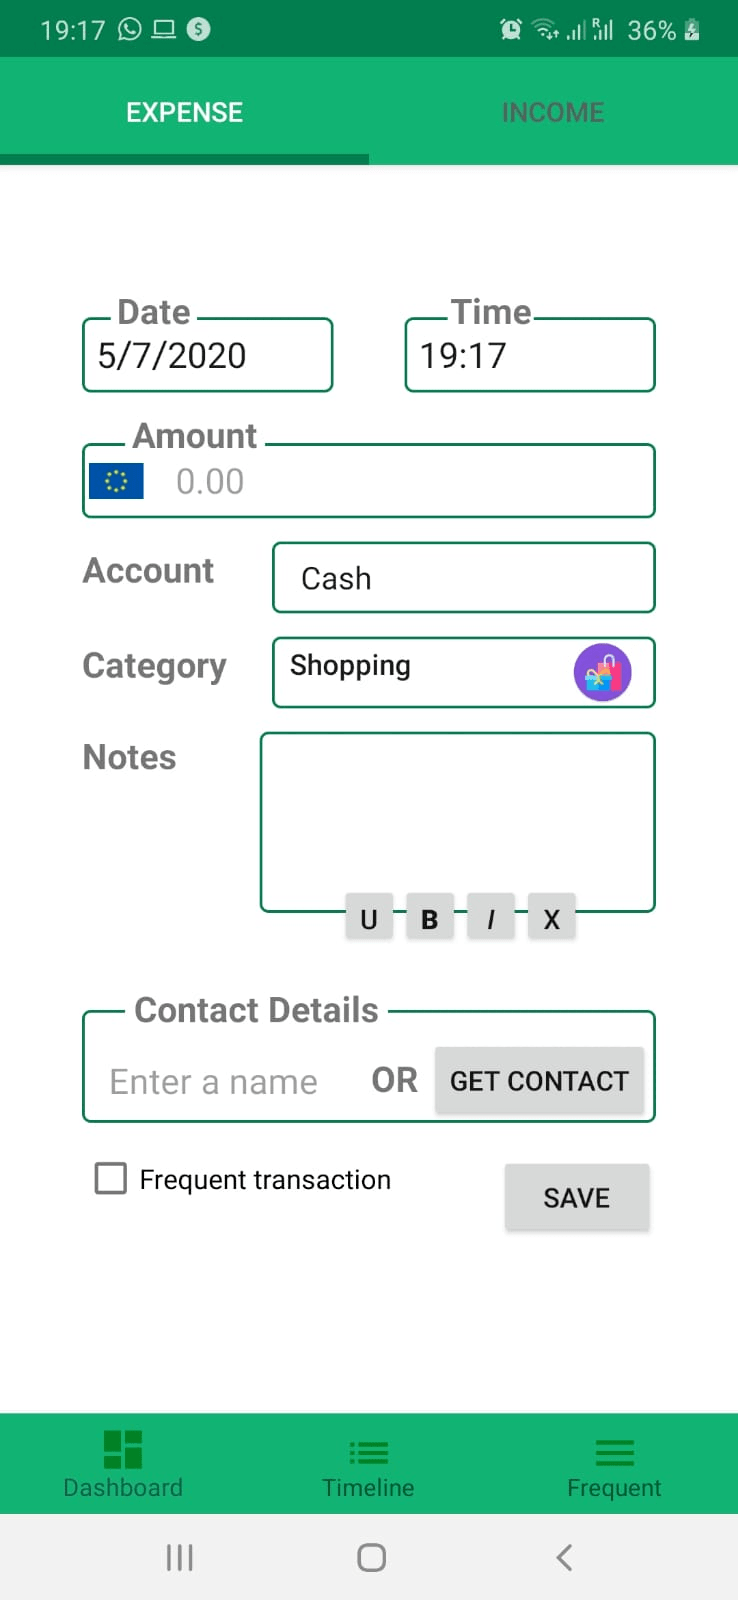 19:17 36%
EXPENSE INCOME
Date Time
5/7/2020 19:17
Amount
0.00
Account Cash
Category Shopping
Notes
U B I X
Contact Details
Enter a name OR GET CONTACT
Frequent transaction SAVE
Dashboard Timeline Frequent